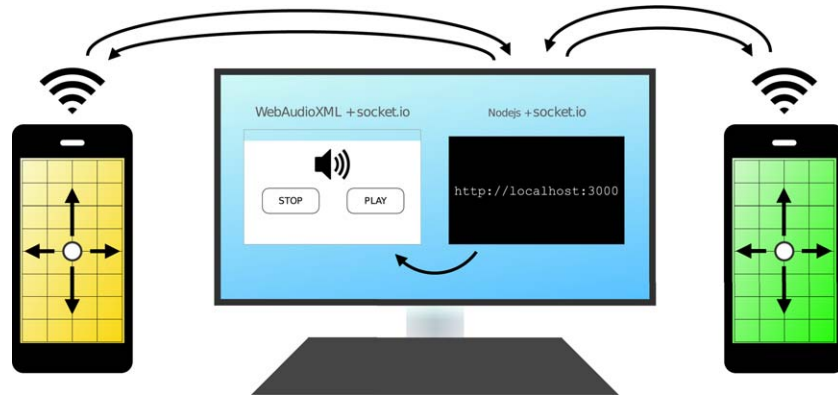 WebAudioXML + socket.io
Nodejs + socket.io
STOP
PLAY
http://localhost:3000